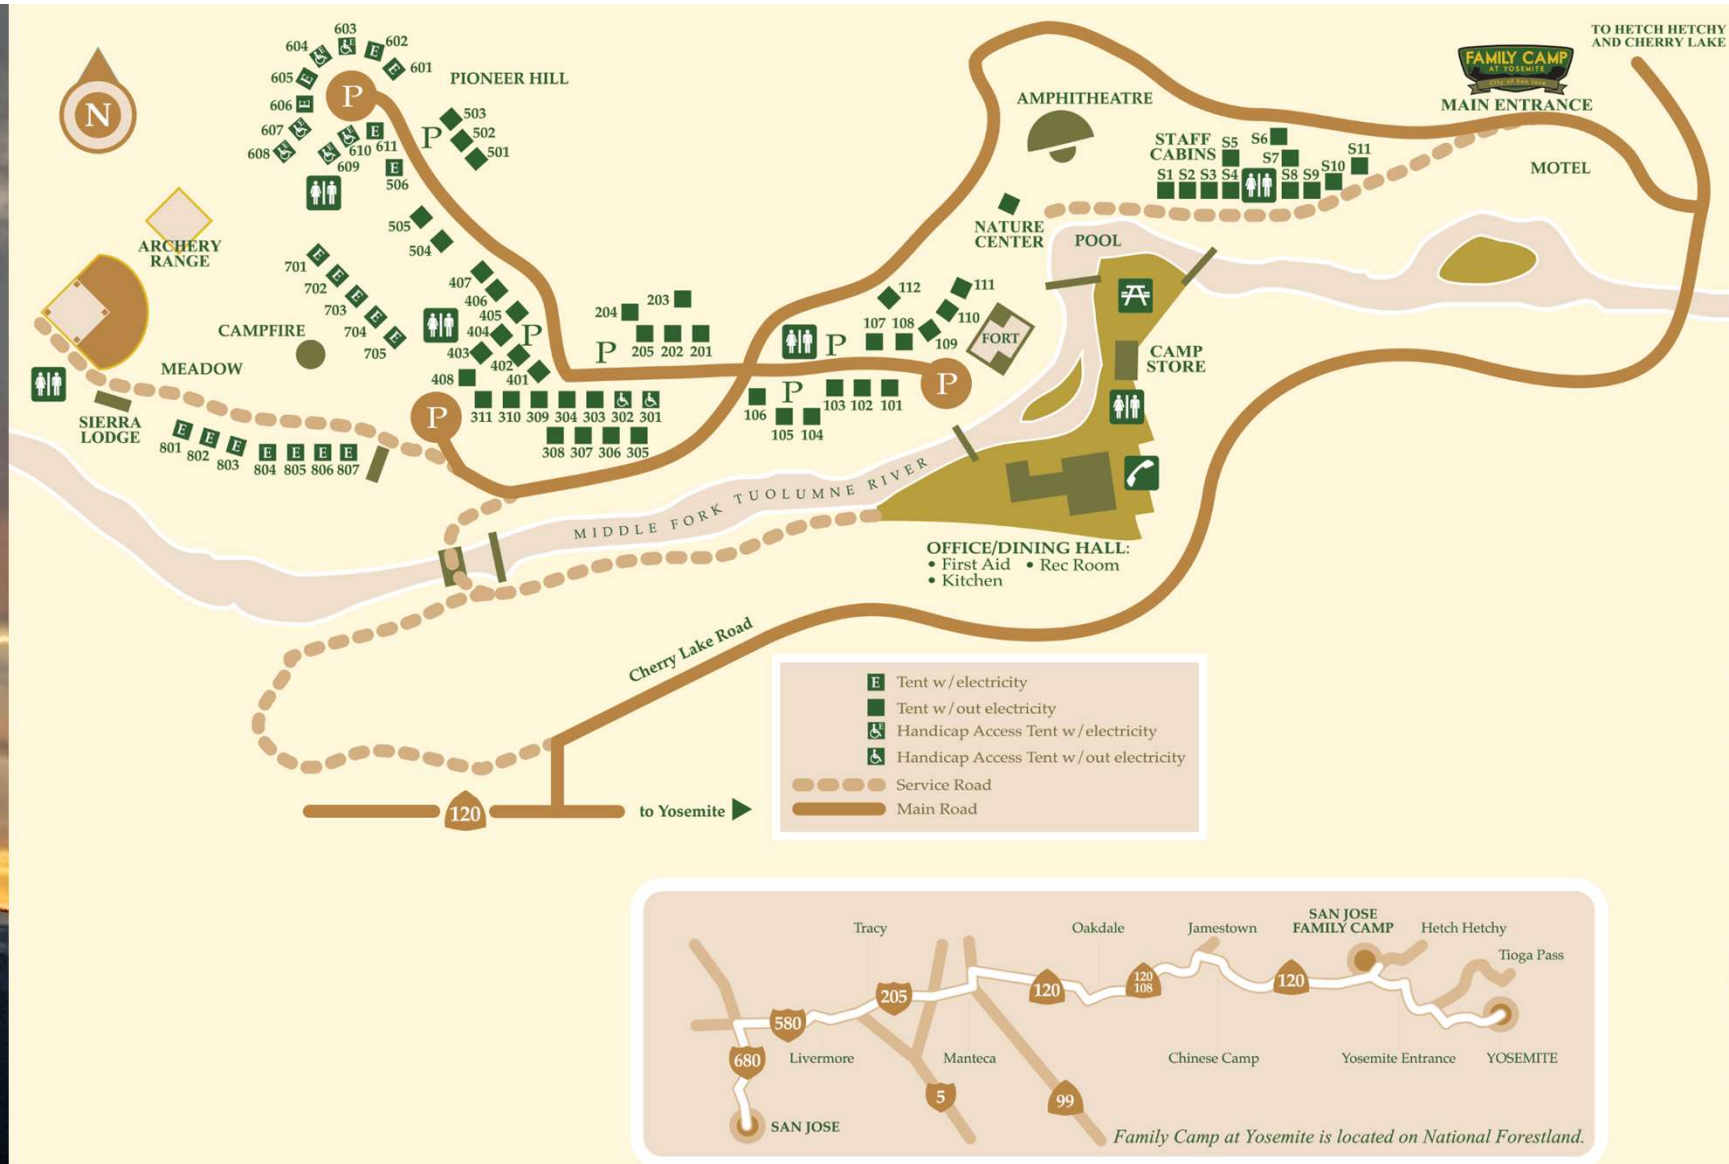 TO HETCH HETCHY
AND CHERRY LAKE
FAMILY CAMP
AT YOSEMITE
City of San Jose
MAIN ENTRANCE
N
603
604
602
605
601
606
P
607
608
609
610
611
PIONEER HILL
P
503
502
501
506
505
504
AMPHITHEATRE
STAFF
CABINS
S5
S6
S7
S11
S1
S2
S3
S4
S8
S9
S10
MOTEL
NATURE
CENTER
POOL
ARCHERY
RANGE
701
702
703
704
705
407
406
405
404
403
402
401
P
408
204
203
P
205
202
201
112
111
110
107
108
109
P
FORT
CAMP
STORE
CAMPFIRE
MEADOW
SIERRA
LODGE
801
802
803
804
805
806
807
P
311
310
309
304
303
302
301
308
307
306
305
106
P
105
104
103
102
101
P
MIDDLE FORK TUOLUMNE RIVER
OFFICE/DINING HALL:
• First Aid • Rec Room
• Kitchen
Cherry Lake Road
120
to Yosemite
E Tent w/electricity
Tent w/out electricity
E Handicap Access Tent w/electricity
Handicap Access Tent w/out electricity
Service Road
Main Road
SAN JOSE
FAMILY CAMP
Tracy
Oakdale
Jamestown
Hetch Hetchy
Tioga Pass
205
120
120
108
120
580
680
Livermore
Manteca
Chinese Camp
Yosemite Entrance
YOSEMITE
5
99
SAN JOSE
Family Camp at Yosemite is located on National Forestland.